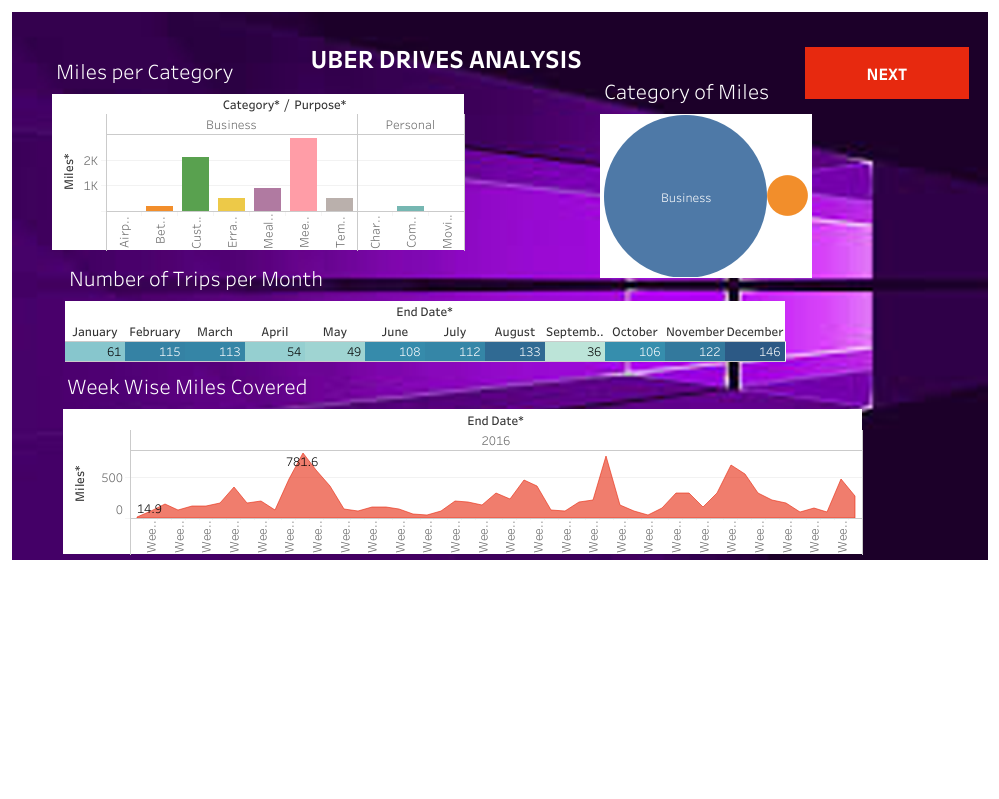 UBER DRIVES ANALYSIS
NEXT
Miles per Category
Category* / Purpose*
Business
Personal
Miles*
2K
1K
Airp..
Bet..
Cust..
Erra..
Meal..
Mee..
Tem..
Char..
Com..
Movi..
Category of Miles
Business
Number of Trips per Month
End Date*
January February March April May June July August Septemb.. October November December
61 115 113 54 49 108 112 133 36 106 122 146
Week Wise Miles Covered
End Date*
2016
Miles*
500
0
14.9
781.6
Wee.. Wee.. Wee.. Wee.. Wee.. Wee.. Wee.. Wee.. Wee.. Wee.. Wee.. Wee.. Wee.. Wee.. Wee.. Wee.. Wee.. Wee.. Wee.. Wee.. Wee.. Wee.. Wee.. Wee.. Wee.. Wee..